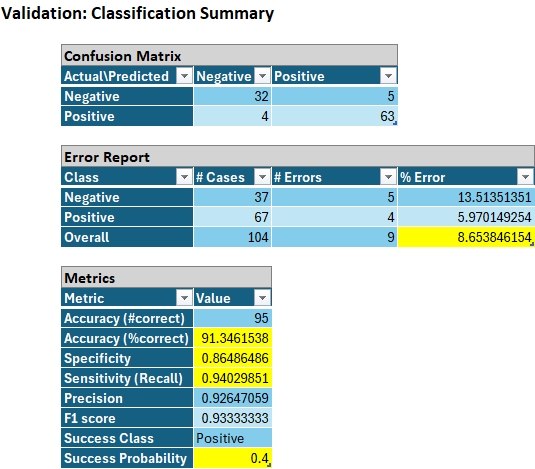 Validation: Classification Summary
Confusion Matrix
Actual\Predicted Negative Positive
Negative 32 5
Positive 4 63
Error Report
Class # Cases # Errors % Error
Negative 37 5 13.51351351
Positive 67 4 5.970149254
Overall 104 9 8.653846154
Metrics
Metric Value
Accuracy (#correct) 95
Accuracy (%correct) 91.3461538
Specificity 0.86486486
Sensitivity (Recall) 0.94029851
Precision 0.92647059
F1 score 0.93333333
Success Class Positive
Success Probability 0.4